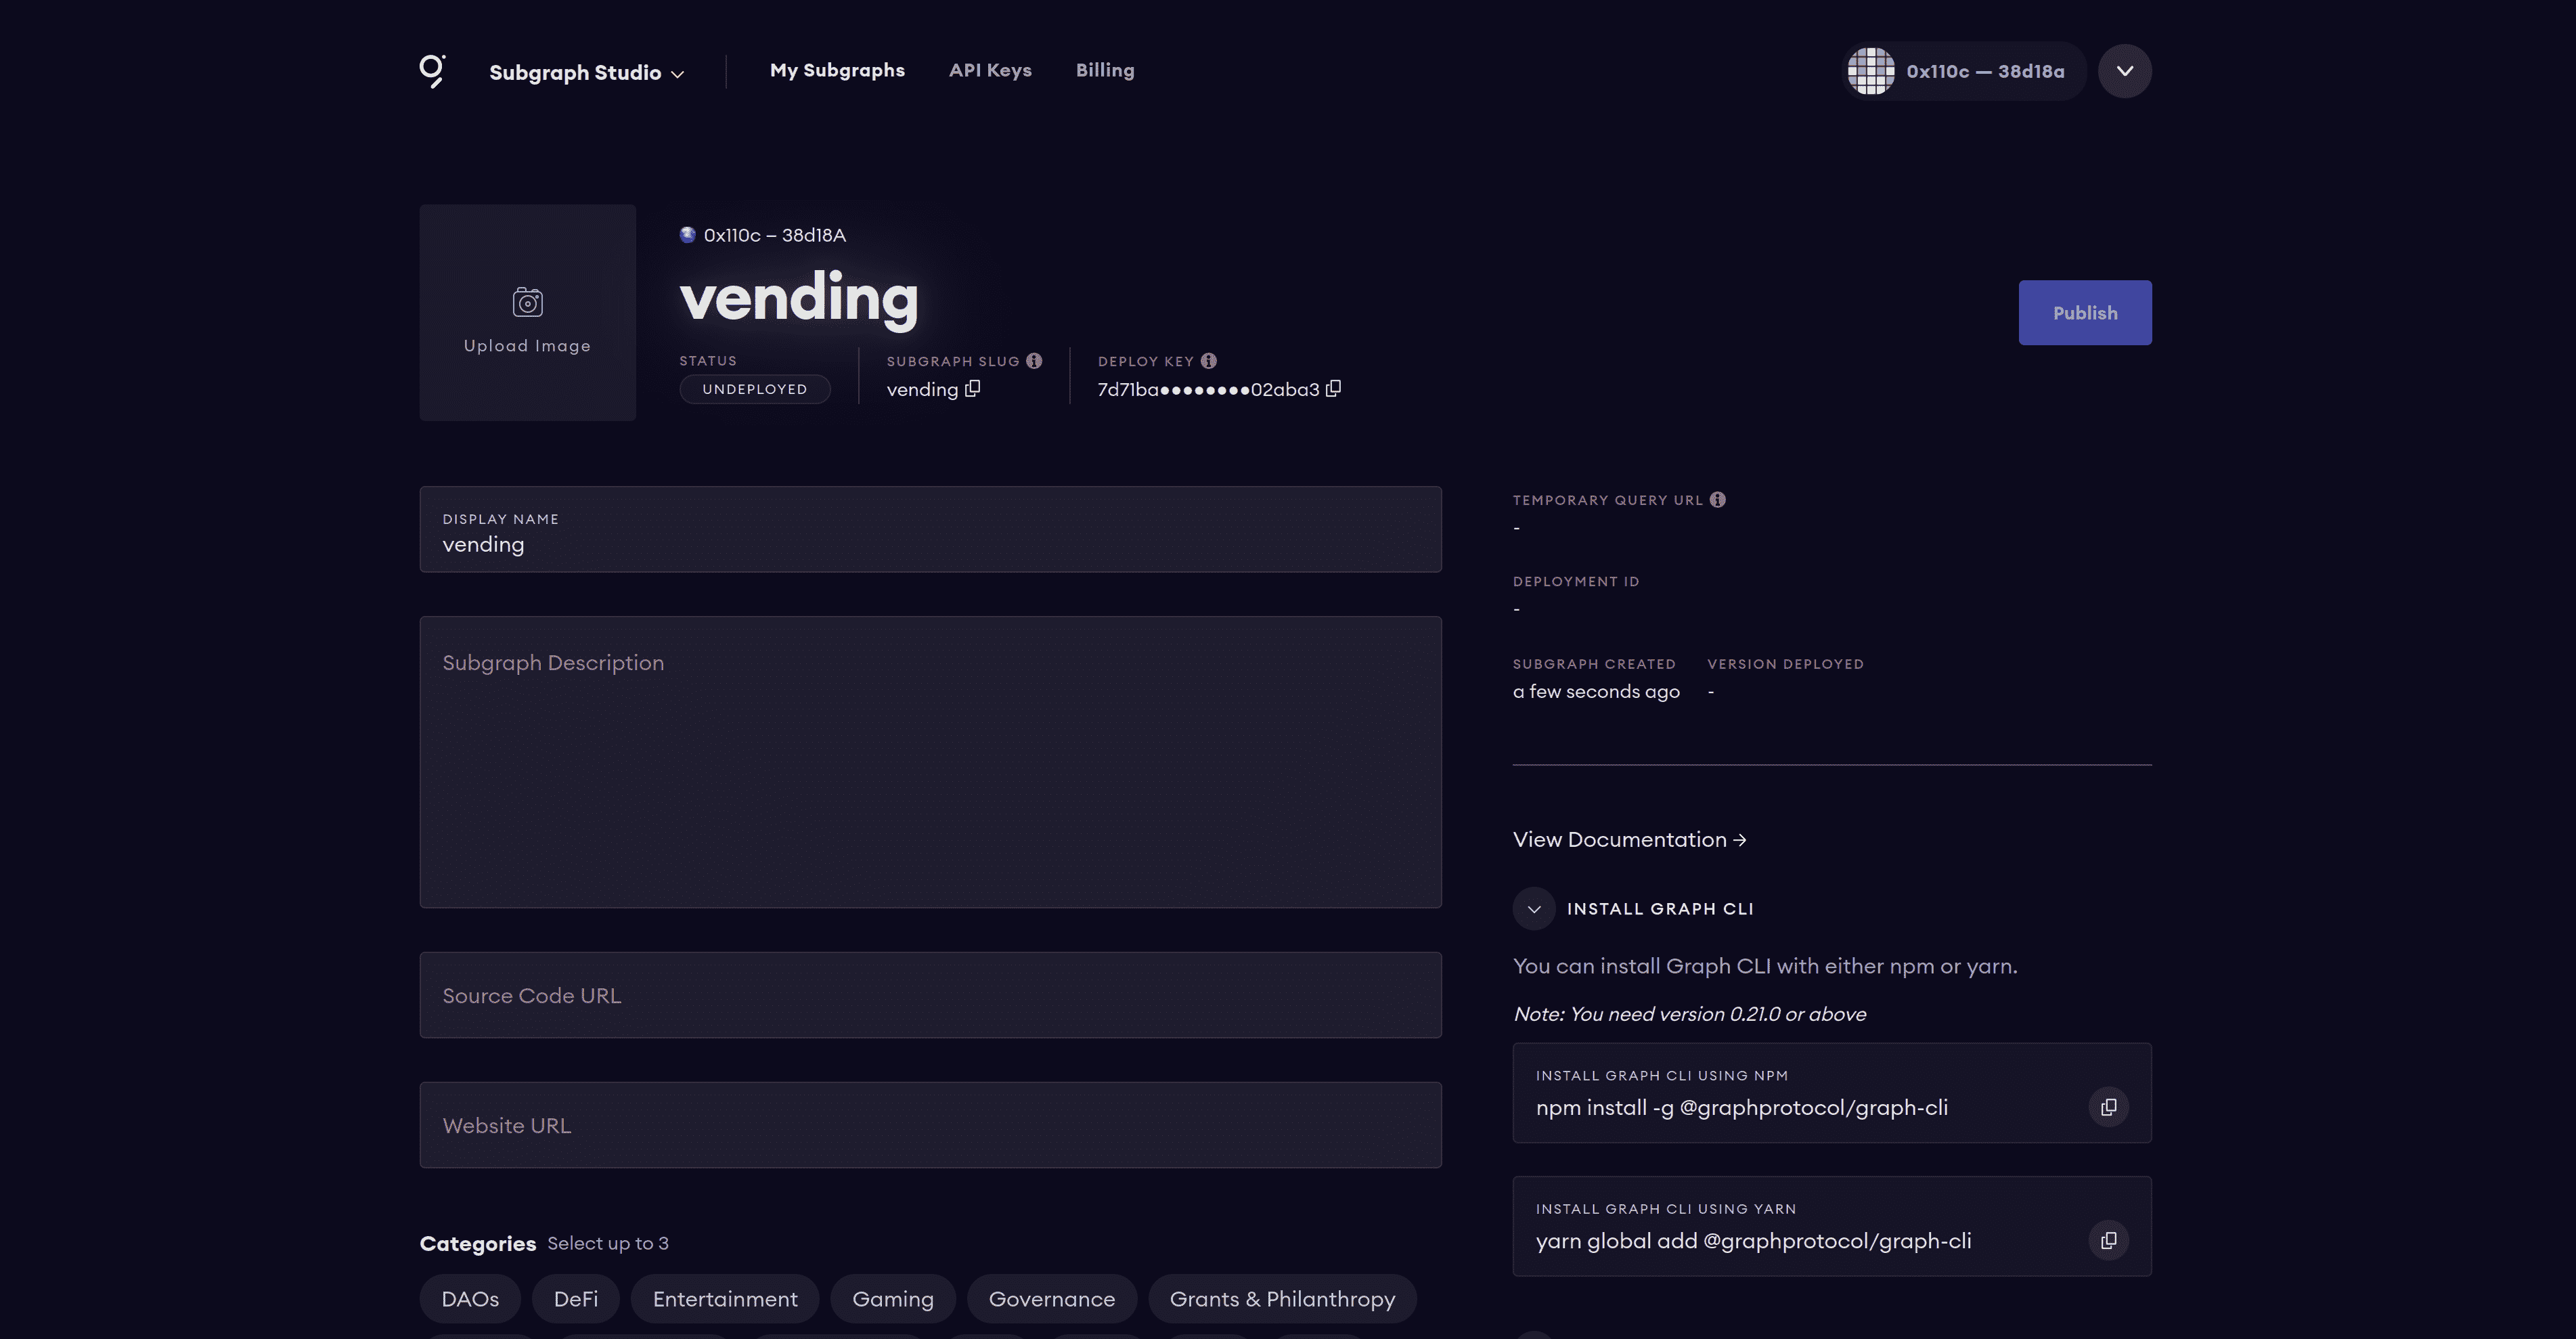 Subgraph Studio
My Subgraphs
API Keys
Billing
0x110c — 38d18a
Upload Image
0x110c – 38d18A
vending
Publish
STATUS
UNDEPLOYED
SUBGRAPH SLUG
vending
DEPLOY KEY
7d71ba●●●●●●●●02aba3
DISPLAY NAME
vending
Subgraph Description
Source Code URL
Website URL
Categories Select up to 3
DAOs
DeFi
Entertainment
Gaming
Governance
Grants & Philanthropy
TEMPORARY QUERY URL
-
DEPLOYMENT ID
-
SUBGRAPH CREATED
a few seconds ago
VERSION DEPLOYED
-
View Documentation →
INSTALL GRAPH CLI
You can install Graph CLI with either npm or yarn.
Note: You need version 0.21.0 or above
INSTALL GRAPH CLI USING NPM
npm install -g @graphprotocol/graph-cli
INSTALL GRAPH CLI USING YARN
yarn global add @graphprotocol/graph-cli